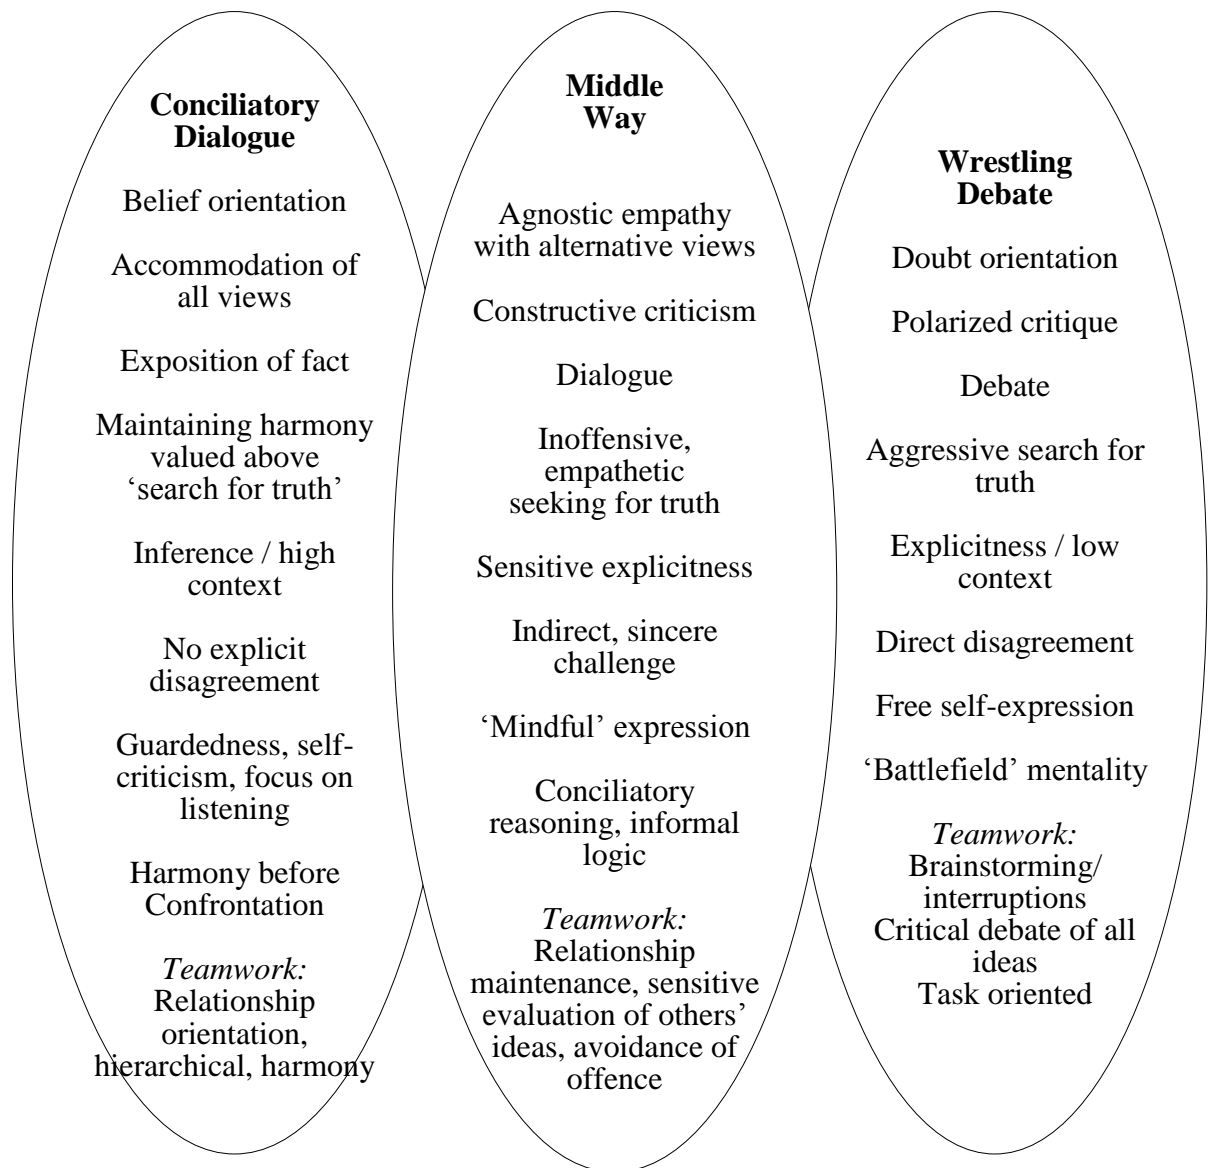 Conciliatory
Dialogue
Belief orientation
Accommodation of
all views
Exposition of fact
Maintaining harmony
valued above
‘search for truth’
Inference / high
context
No explicit
disagreement
Guardedness, self-
criticism, focus on
listening
Harmony before
Confrontation
Teamwork:
Relationship
orientation,
hierarchical, harmony
Middle
Way
Agnostic empathy
with alternative views
Constructive criticism
Dialogue
Inoffensive,
empathetic
seeking for truth
Sensitive explicitness
Indirect, sincere
challenge
‘Mindful’ expression
Conciliatory
reasoning, informal
logic
Teamwork:
Relationship
maintenance, sensitive
evaluation of others’
ideas, avoidance of
offence
Wrestling
Debate
Doubt orientation
Polarized critique
Debate
Aggressive search for
truth
Explicitness / low
context
Direct disagreement
Free self-expression
‘Battlefield’ mentality
Teamwork:
Brainstorming/
interruptions
Critical debate of all
ideas
Task oriented